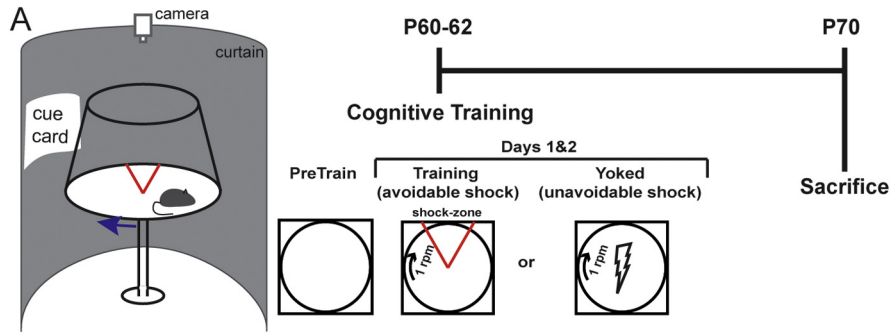 A
camera
curtain
cue
card
P60-62
P70
Cognitive Training
Sacrifice
Days 1&2
PreTrain
Training
(avoidable shock)
Yoked
(unavoidable shock)
shock-zone
1 rpm
or
1 rpm